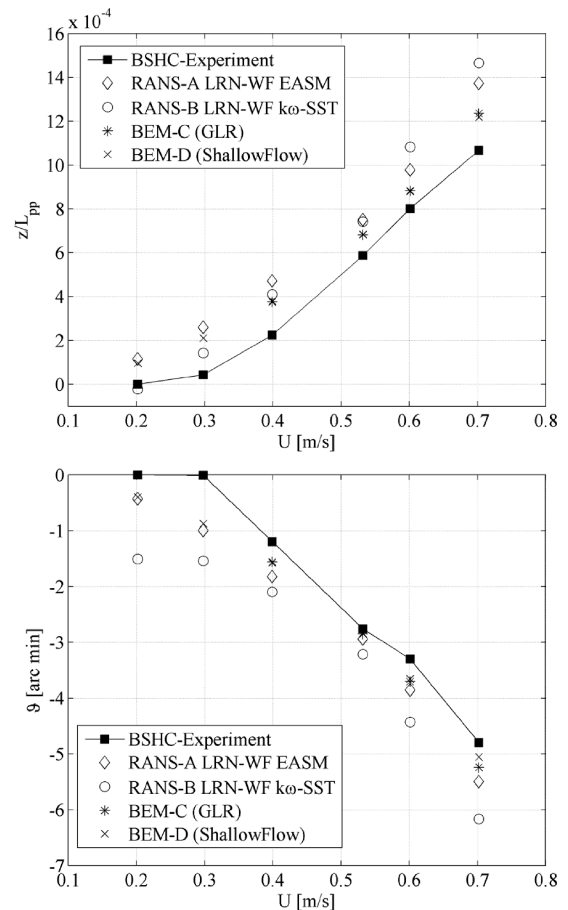 x 10⁻⁴
16
14
12
10
8
6
4
2
0
z/Lpp
BSHC-Experiment
RANS-A LRN-WF EASM
RANS-B LRN-WF kω-SST
BEM-C (GLR)
BEM-D (ShallowFlow)
0.1 0.2 0.3 0.4 0.5 0.6 0.7 0.8
U [m/s]
0
-1
-2
-3
-4
-5
-6
-7
ϑ [arc min]
BSHC-Experiment
RANS-A LRN-WF EASM
RANS-B LRN-WF kω-SST
BEM-C (GLR)
BEM-D (ShallowFlow)
0.1 0.2 0.3 0.4 0.5 0.6 0.7 0.8
U [m/s]